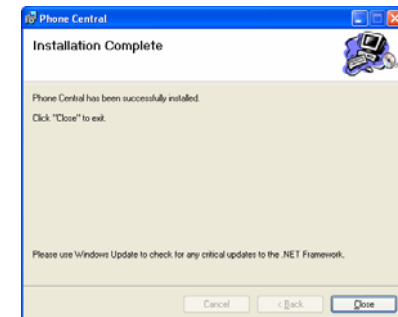 Phone Central
Installation Complete
Phone Central has been successfully installed.
Click "Close" to exit.
Please use Windows Update to check for any critical updates to the .NET Framework.
Cancel
< Back
Close